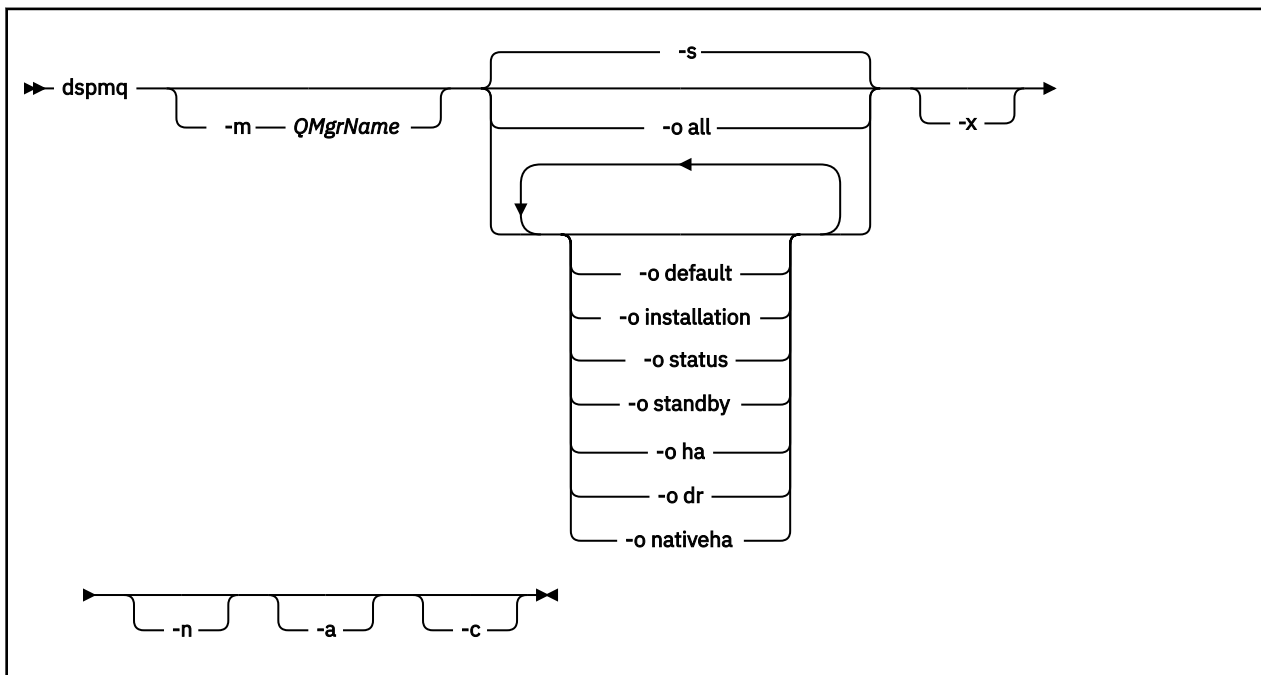 -s
dspmq
-m QMgrName
-o all
-x
-o default
-o installation
-o status
-o standby
-o ha
-o dr
-o nativeha
-n
-a
-c